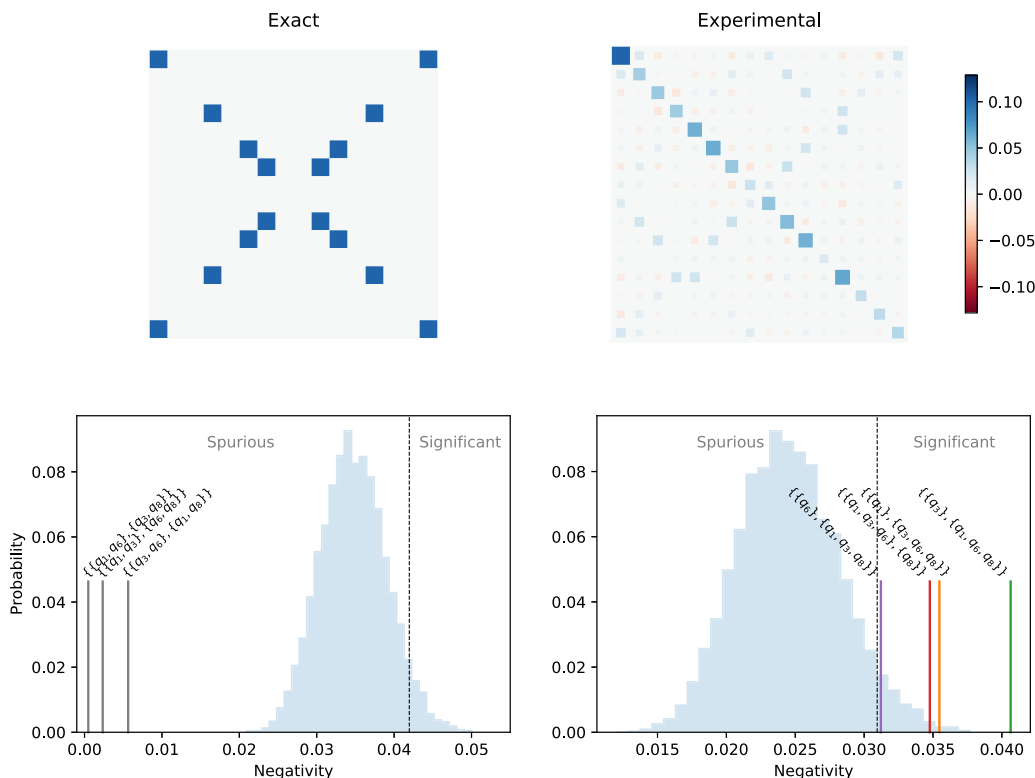 Exact
Experimental
0.10
0.05
0.00
−0.05
−0.10
Spurious
Significant
Spurious
Significant
0.08
0.06
0.04
0.02
0.00
Probability
{{q₁, q₆}, {q₃, q₈}}
{{q₁, q₃}, {q₆, q₈}}
{{q₃, q₆}, {q₁, q₈}}
0.00
0.01
0.02
0.03
0.04
0.05
Negativity
0.08
0.06
0.04
0.02
0.00
{{q₆}, {q₁, q₃, q₈}}
{{q₁, q₃, q₆}, {q₈}}
{{q₁}, {q₃, q₆, q₈}}
{{q₃}, {q₁, q₆, q₈}}
0.015
0.020
0.025
0.030
0.035
0.040
Negativity